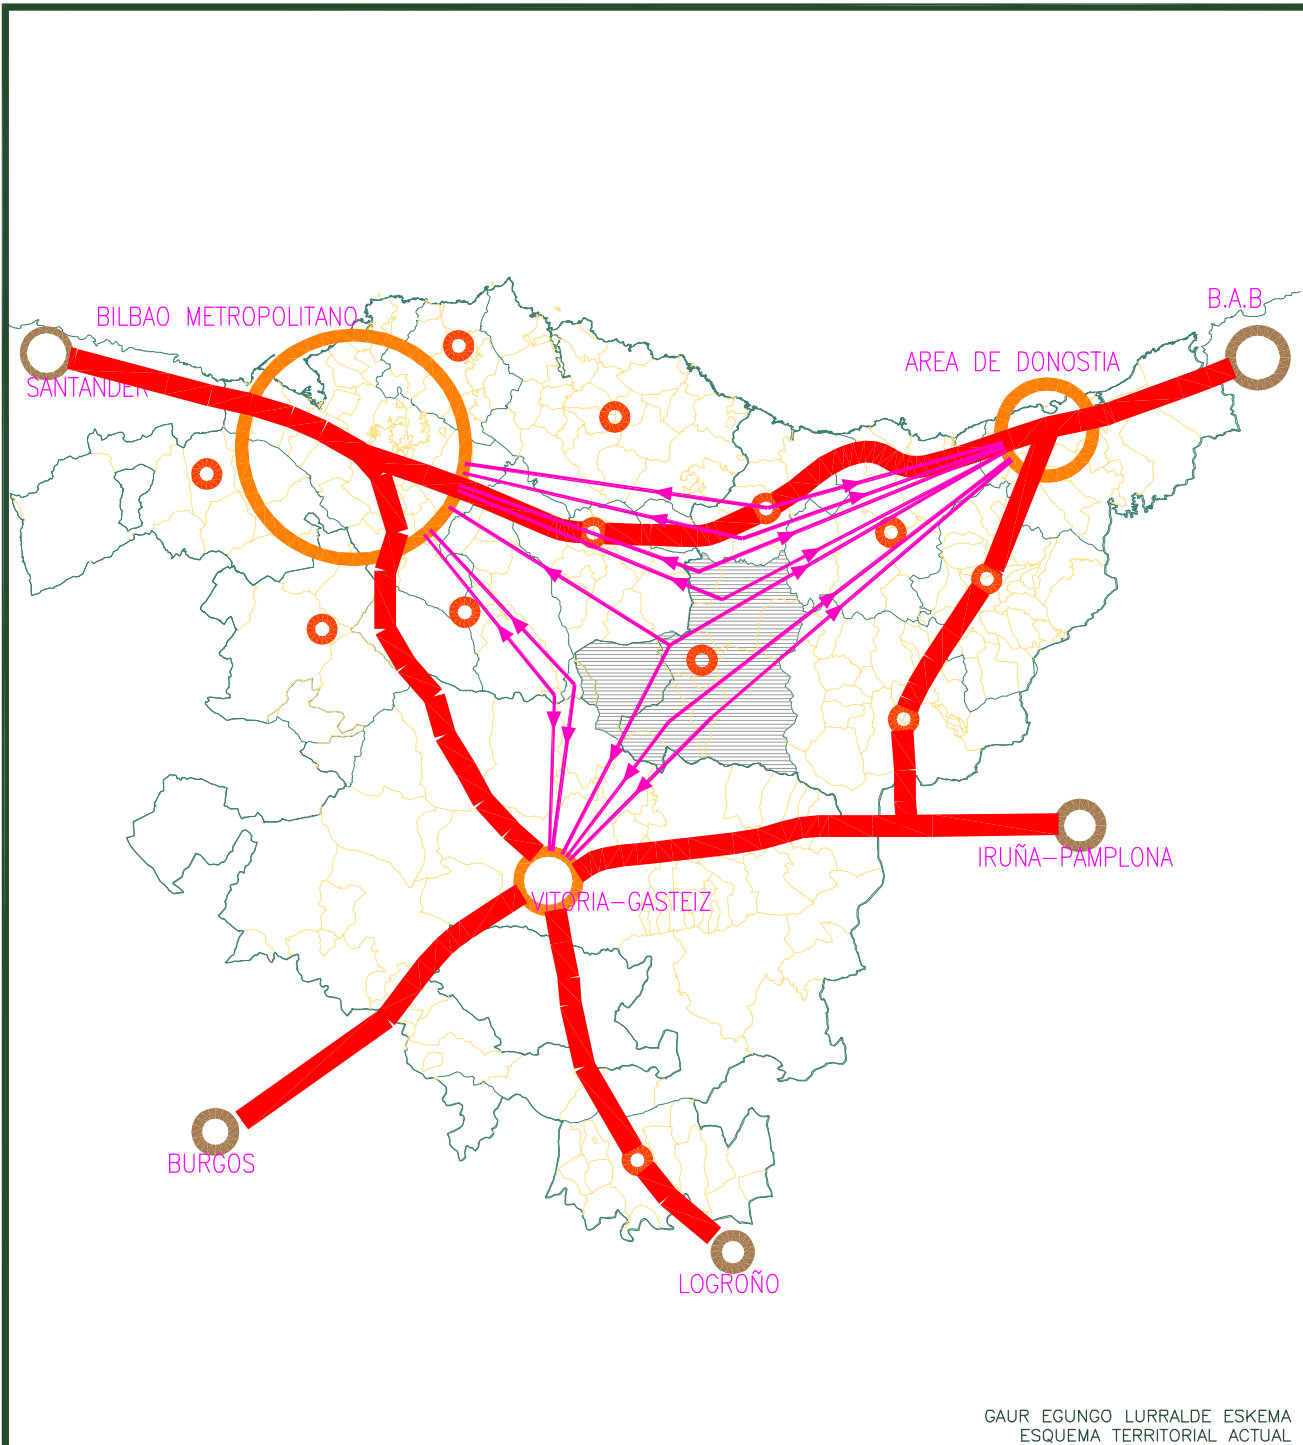 B.A.B
BILBAO METROPOLITANO
AREA DE DONOSTIA
SANTANDER
IRUÑA-PAMPLONA
VITORIA-GASTEIZ
BURGOS
LOGROÑO
GAUR EGUNGO LURRALDE ESKEMA
ESQUEMA TERRITORIAL ACTUAL